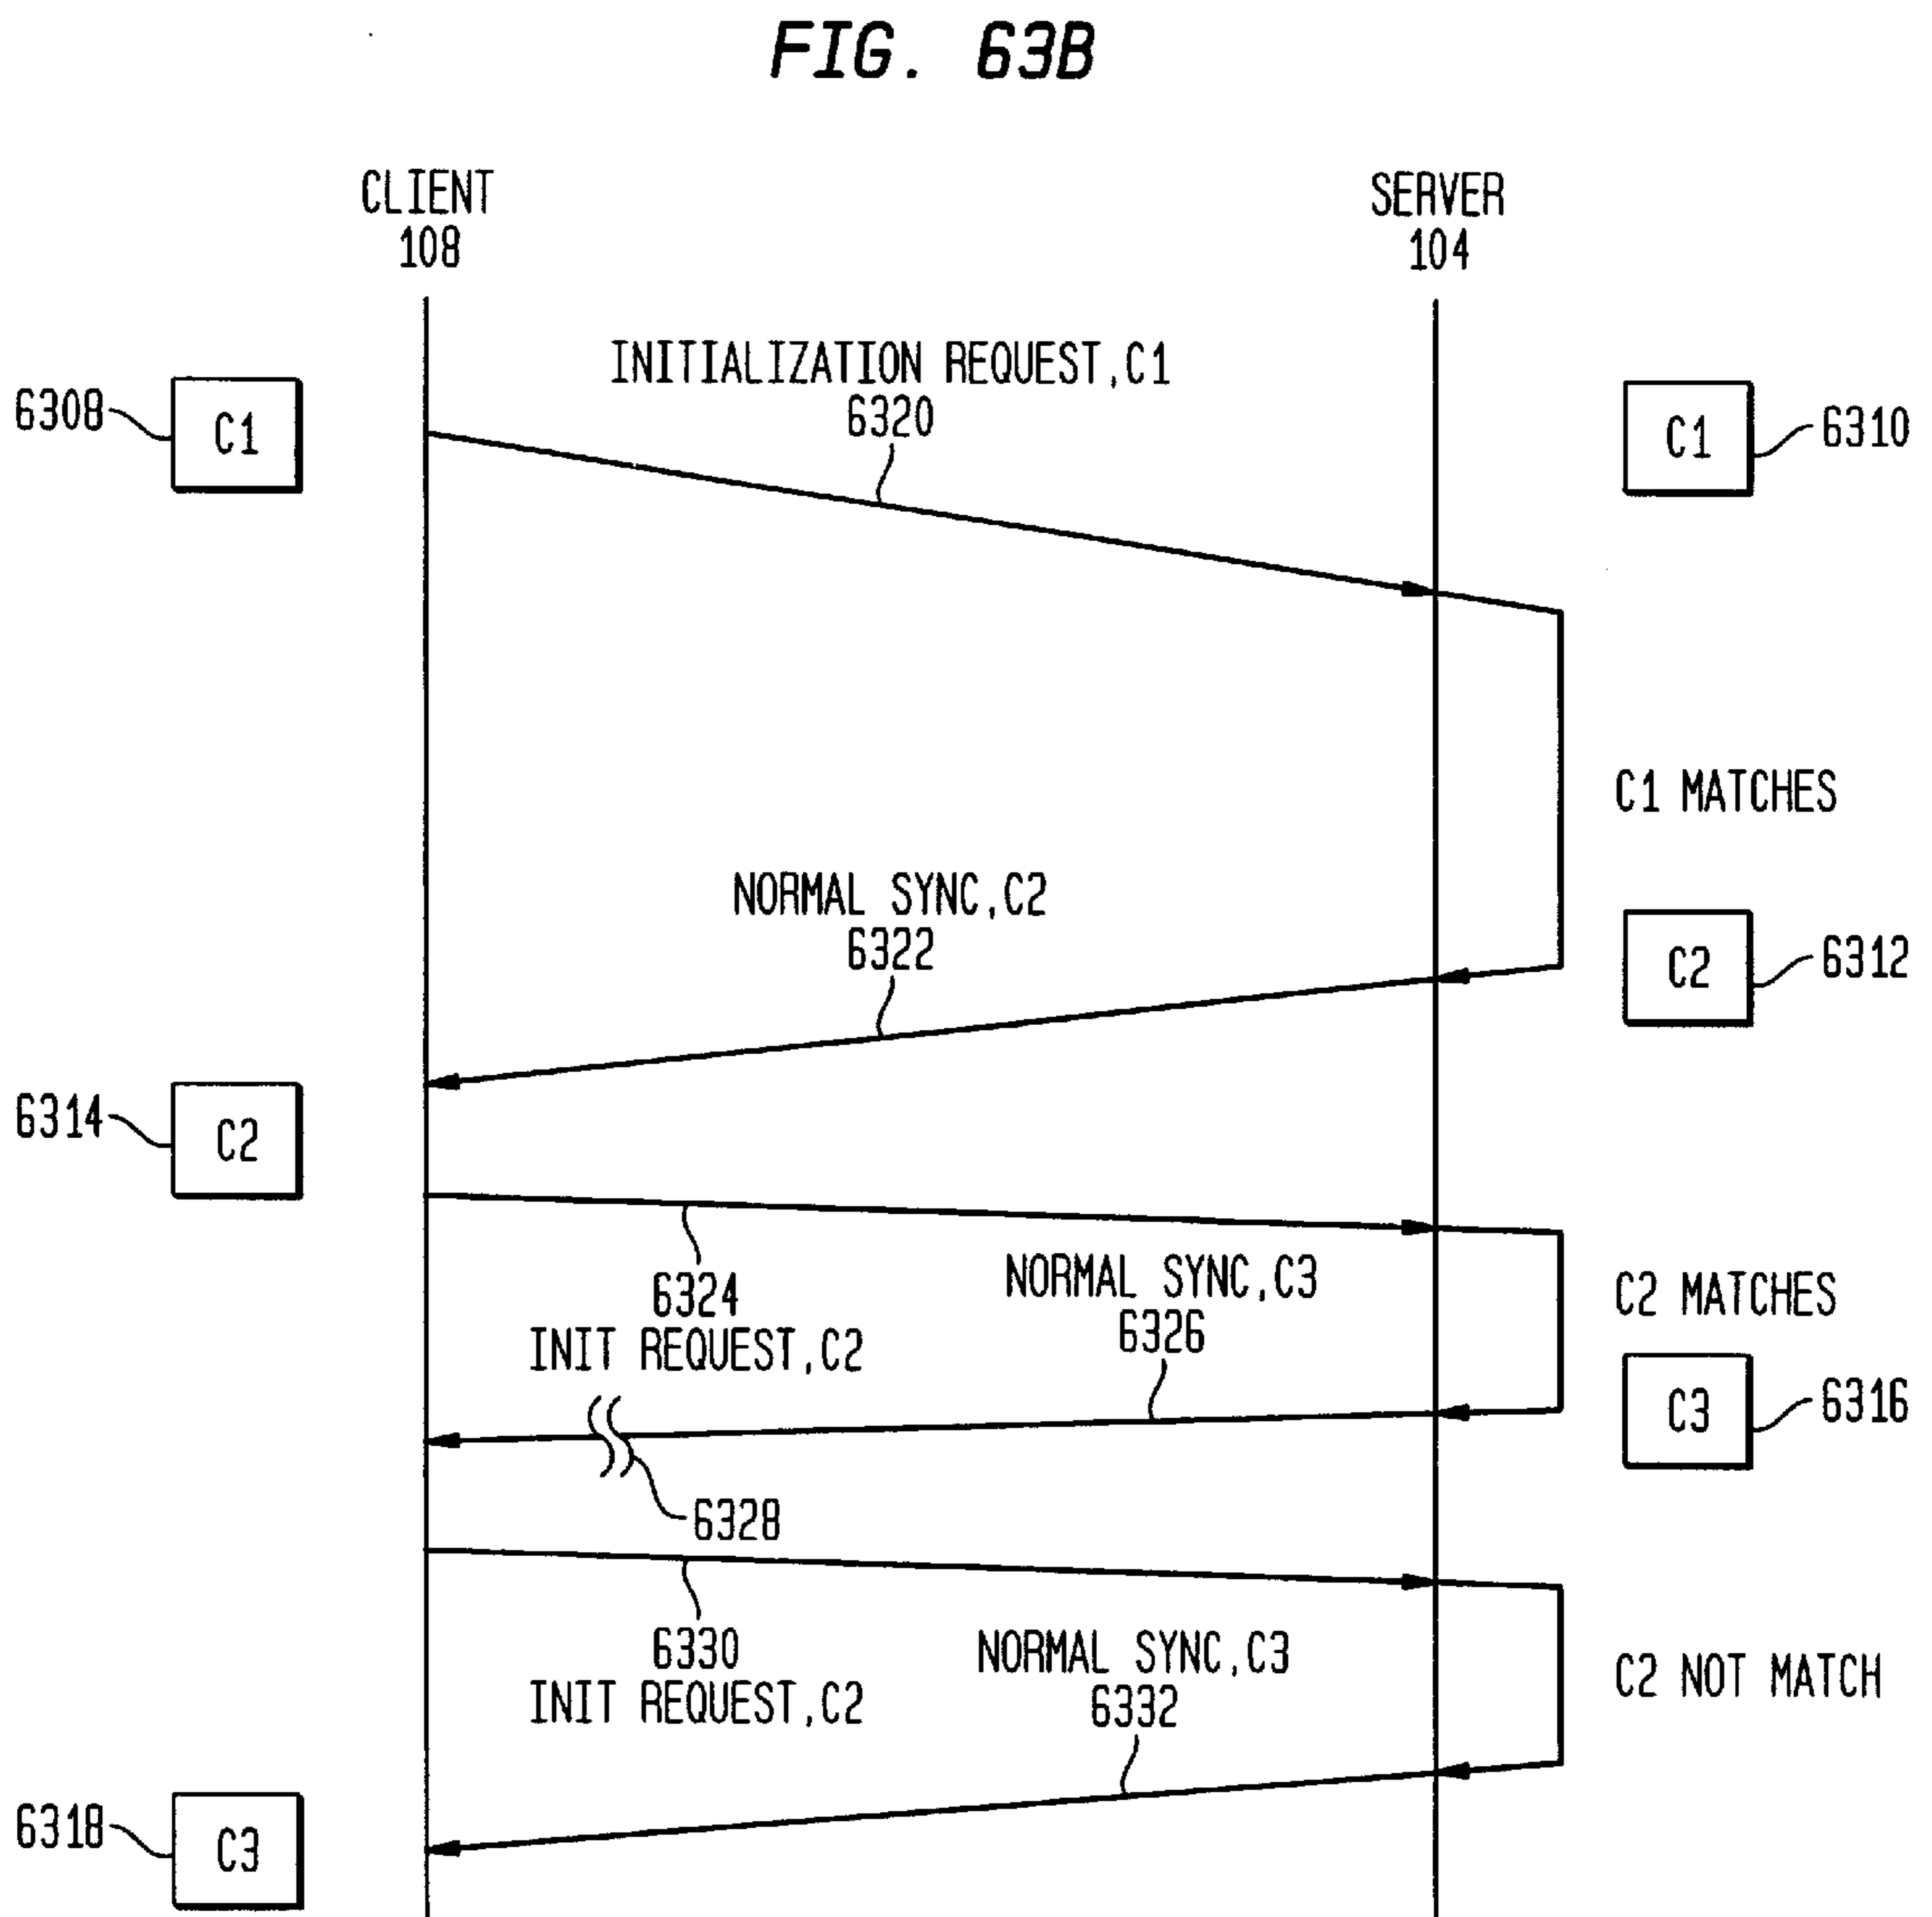 FIG. 63B
CLIENT
108
SERVER
104
INITIALIZATION REQUEST,C1
6320
6308
C1
C1
6310
C1 MATCHES
NORMAL SYNC,C2
6322
C2
6312
6314
C2
6324
INIT REQUEST,C2
NORMAL SYNC,C3
6326
C2 MATCHES
C3
6316
6328
6330
INIT REQUEST,C2
NORMAL SYNC,C3
6332
C2 NOT MATCH
6318
C3